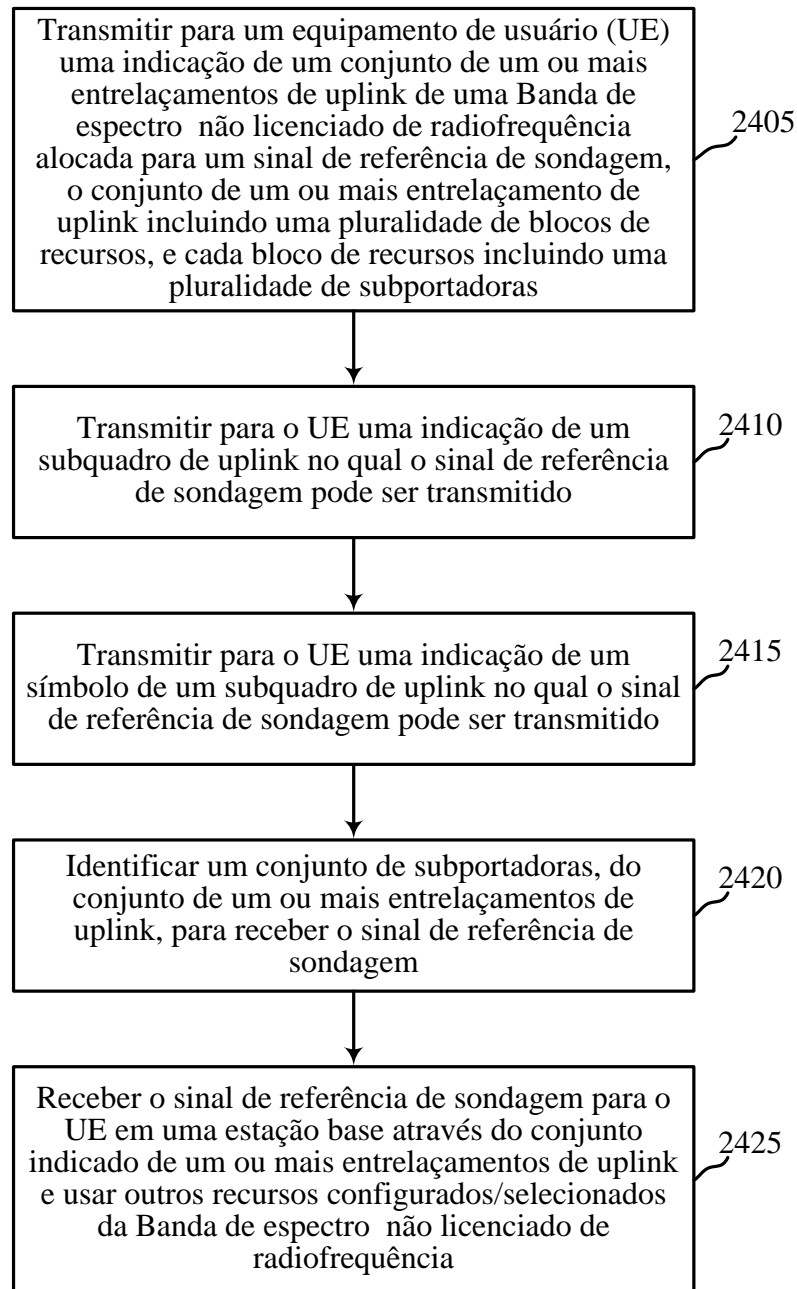 Transmitir para um equipamento de usuário (UE)
uma indicação de um conjunto de um ou mais
entrelaçamentos de uplink de uma Banda de
espectro não licenciado de radiofrequência
alocada para um sinal de referência de sondagem,
o conjunto de um ou mais entrelaçamento de
uplink incluindo uma pluralidade de blocos de
recursos, e cada bloco de recursos incluindo uma
pluralidade de subportadoras
2405
Transmitir para o UE uma indicação de um
subquadro de uplink no qual o sinal de referência
de sondagem pode ser transmitido
2410
Transmitir para o UE uma indicação de um
símbolo de um subquadro de uplink no qual o sinal
de referência de sondagem pode ser transmitido
2415
Identificar um conjunto de subportadoras, do
conjunto de um ou mais entrelaçamentos de
uplink, para receber o sinal de referência de
sondagem
2420
Receber o sinal de referência de sondagem para o
UE em uma estação base através do conjunto
indicado de um ou mais entrelaçamentos de uplink
e usar outros recursos configurados/selecionados
da Banda de espectro não licenciado de
radiofrequência
2425